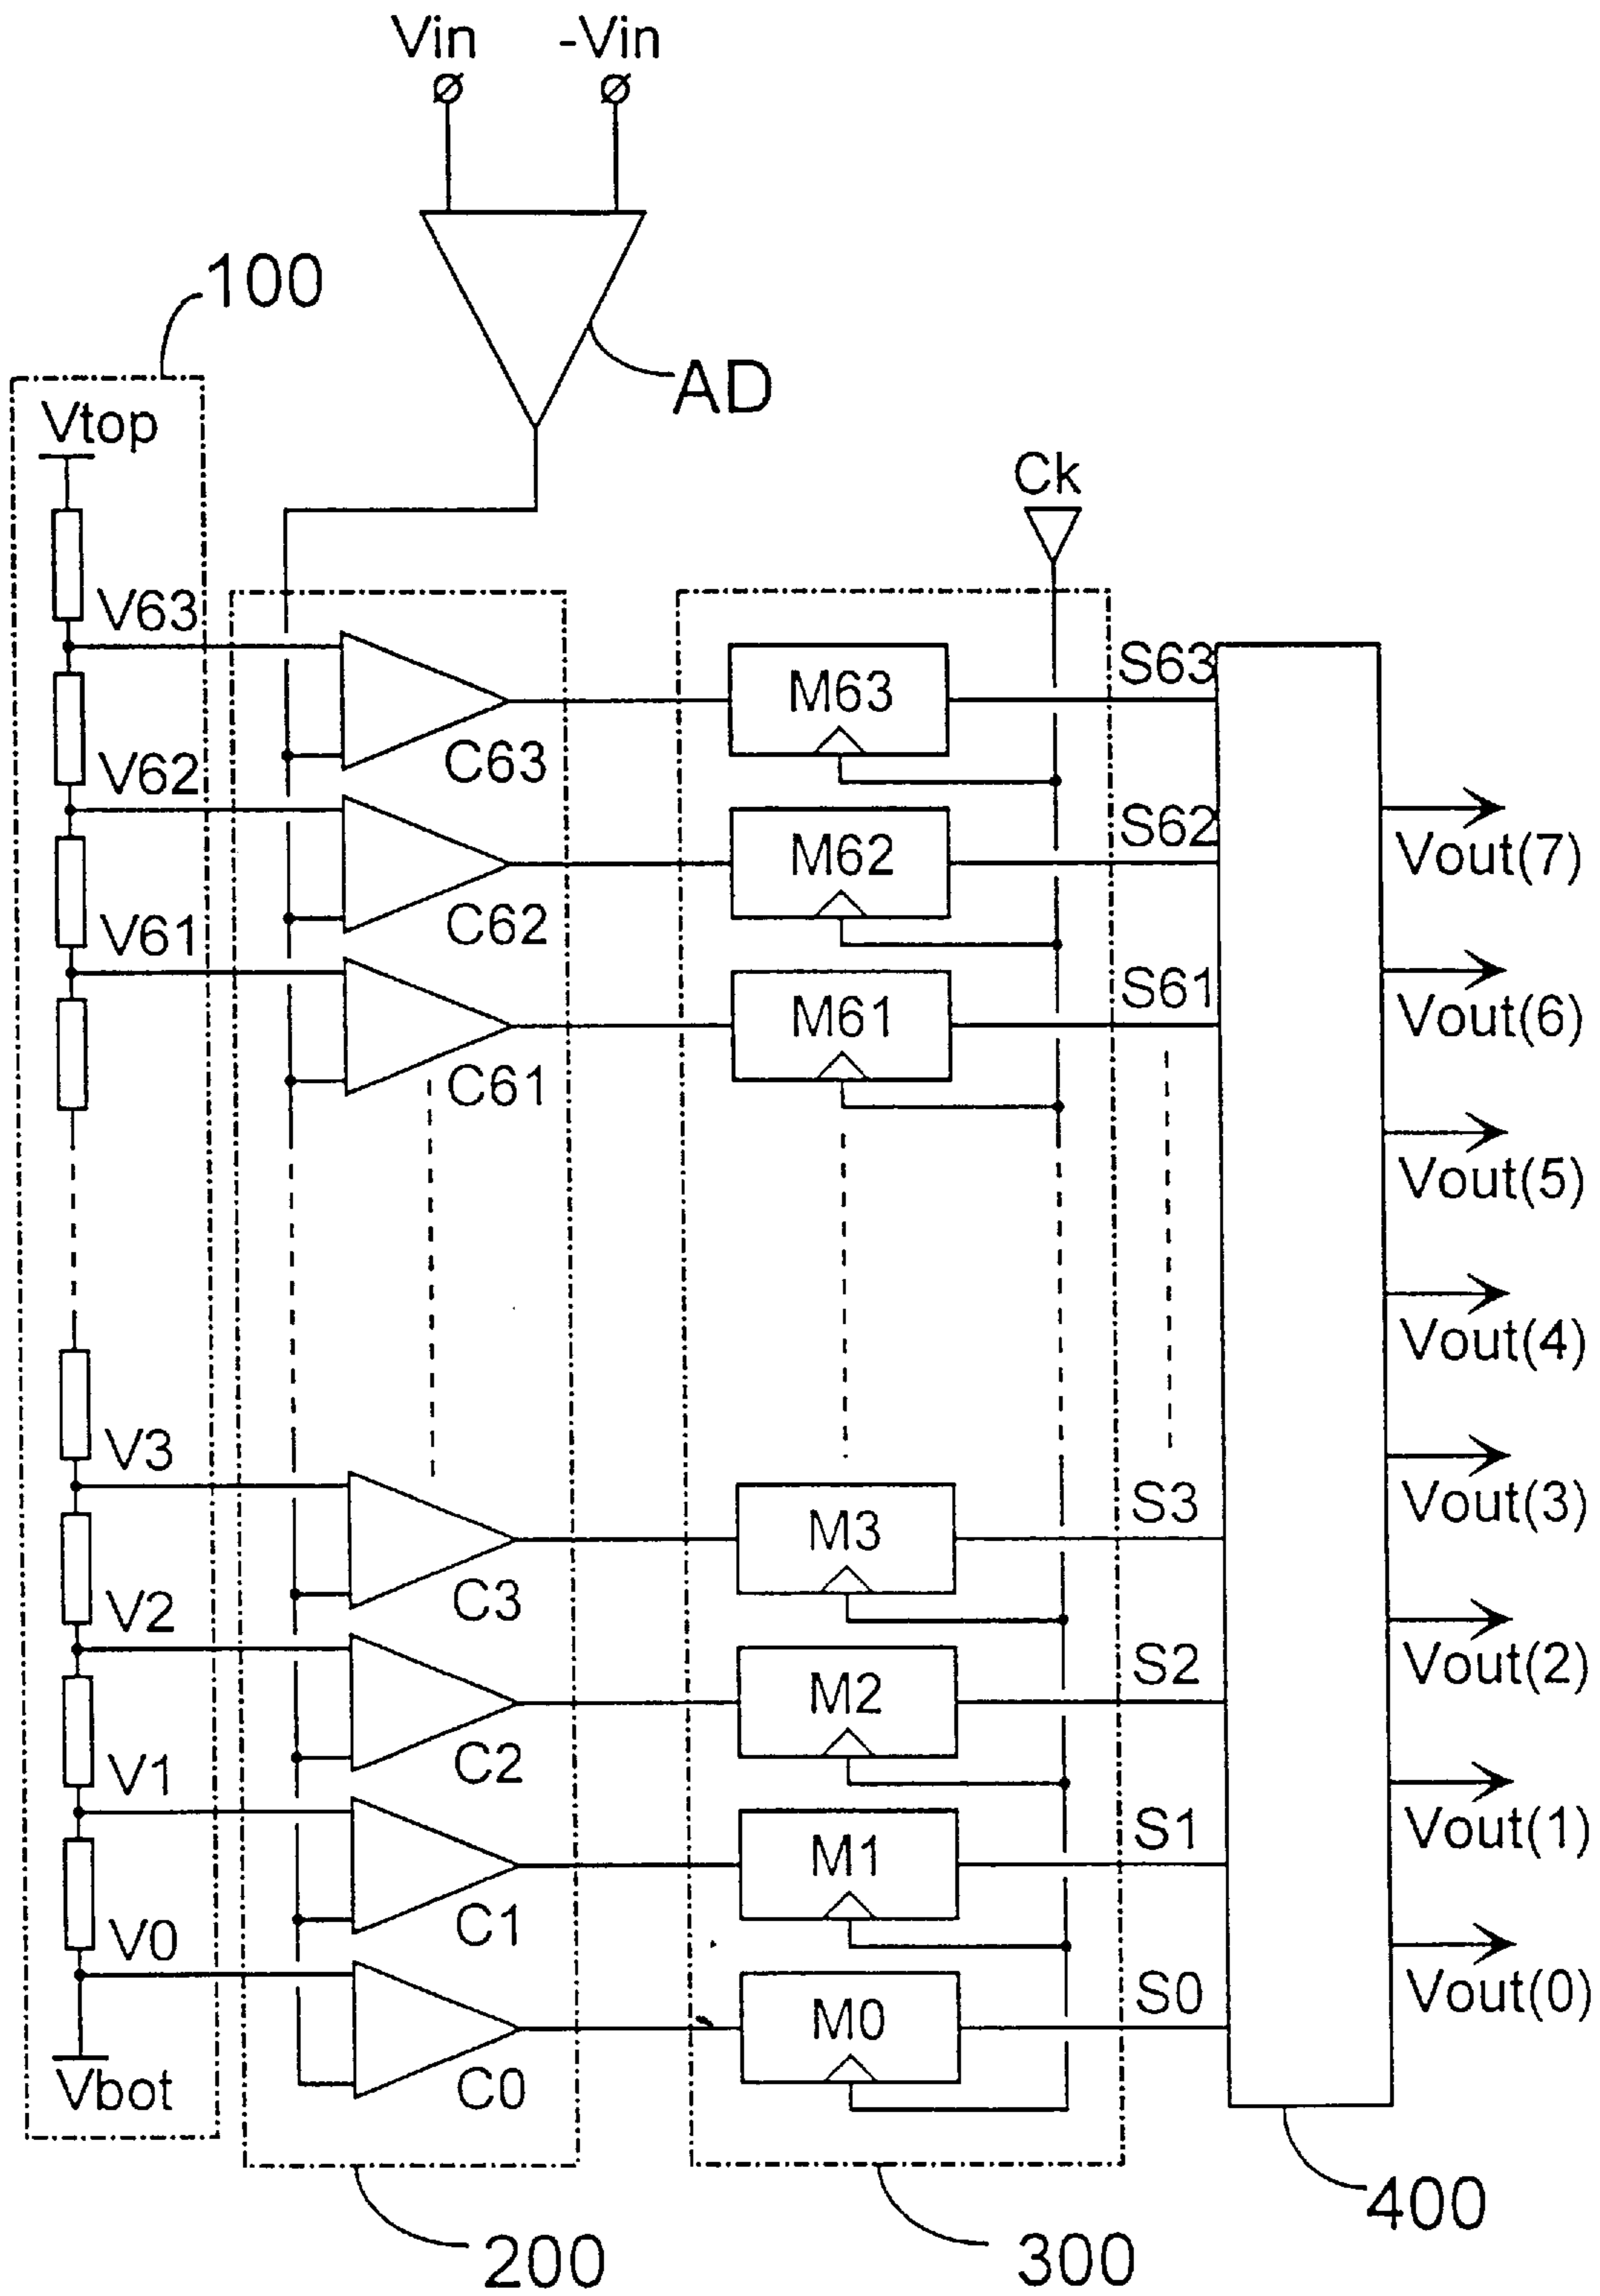 Vin -Vin
100
AD
Vtop
Ck
V63
S63
M63
C63
V62
S62
M62
Vout(7)
C62
V61
S61
M61
Vout(6)
C61
Vout(5)
Vout(4)
V3
S3
Vout(3)
M3
C3
V2
S2
Vout(2)
M2
C2
V1
S1
Vout(1)
M1
C1
V0
S0
Vout(0)
M0
C0
Vbot
400
200
300